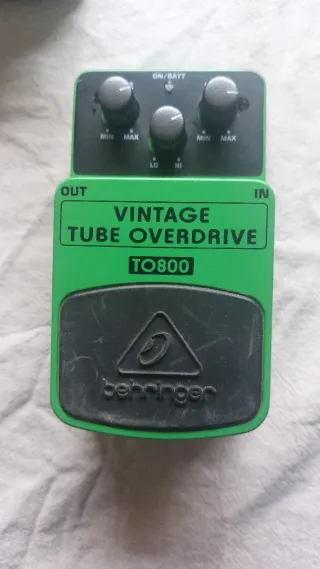 ON/BATT
MIN MAX MIN MAX
LO HI
OUT IN
VINTAGE
TUBE OVERDRIVE
TO800
behringer